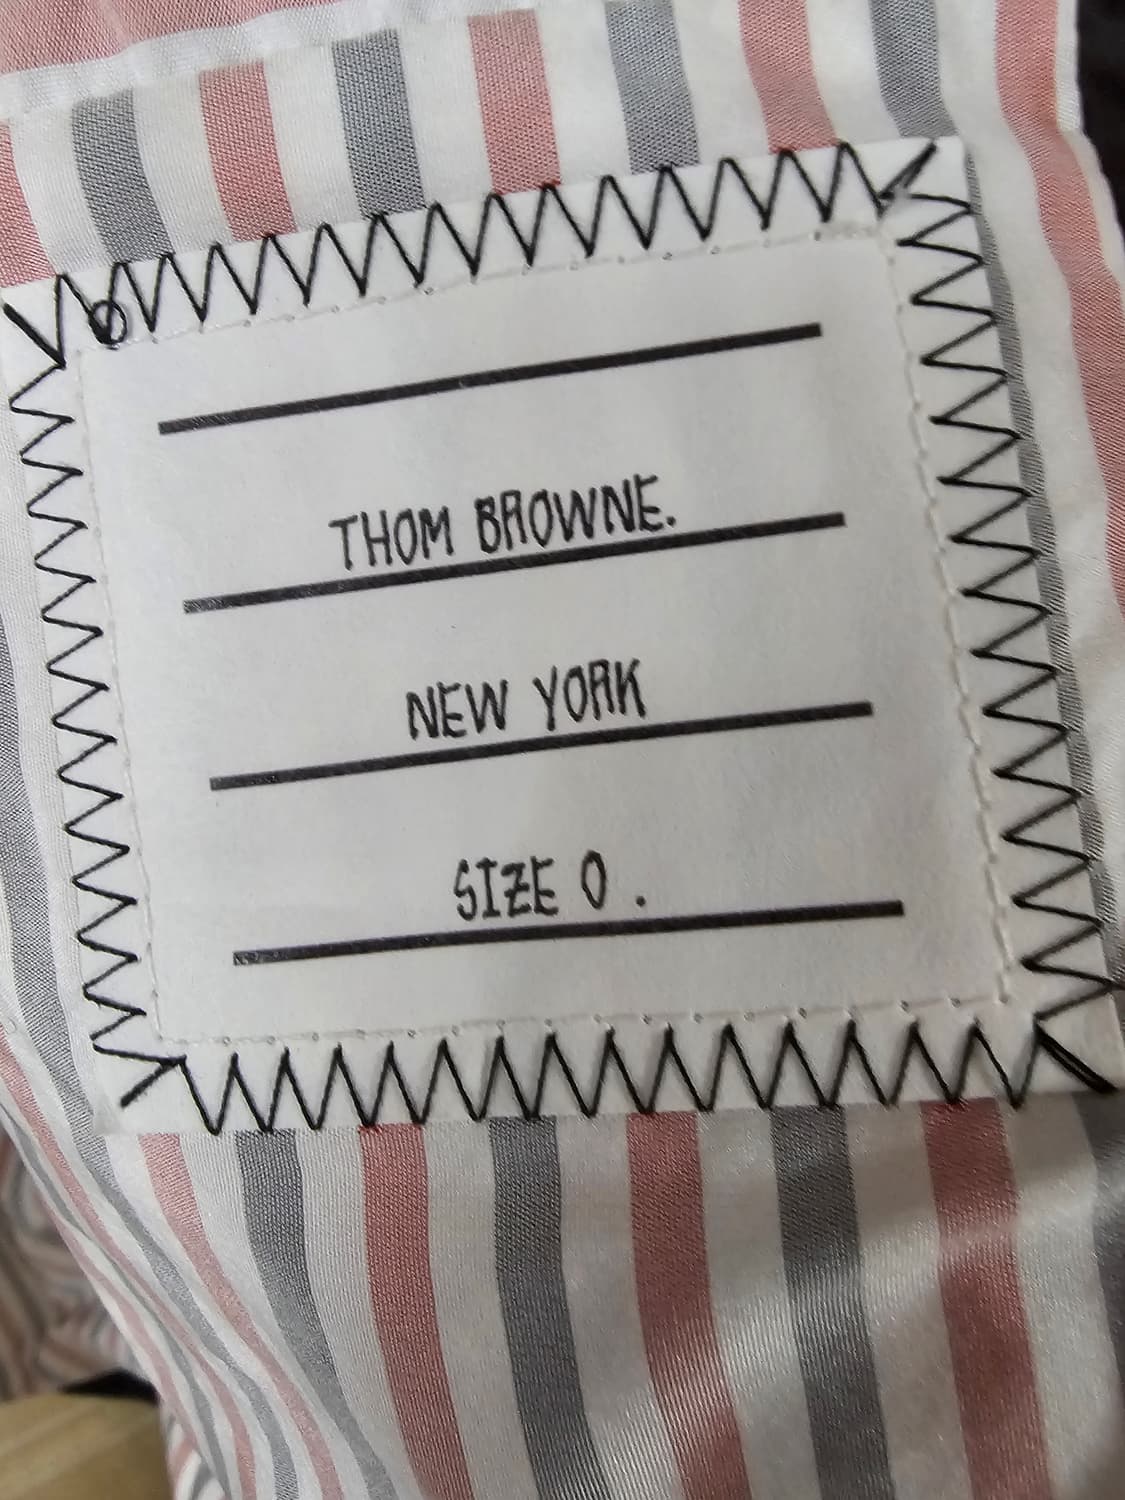 THOM BROWNE.
NEW YORK
SIZE 0 .